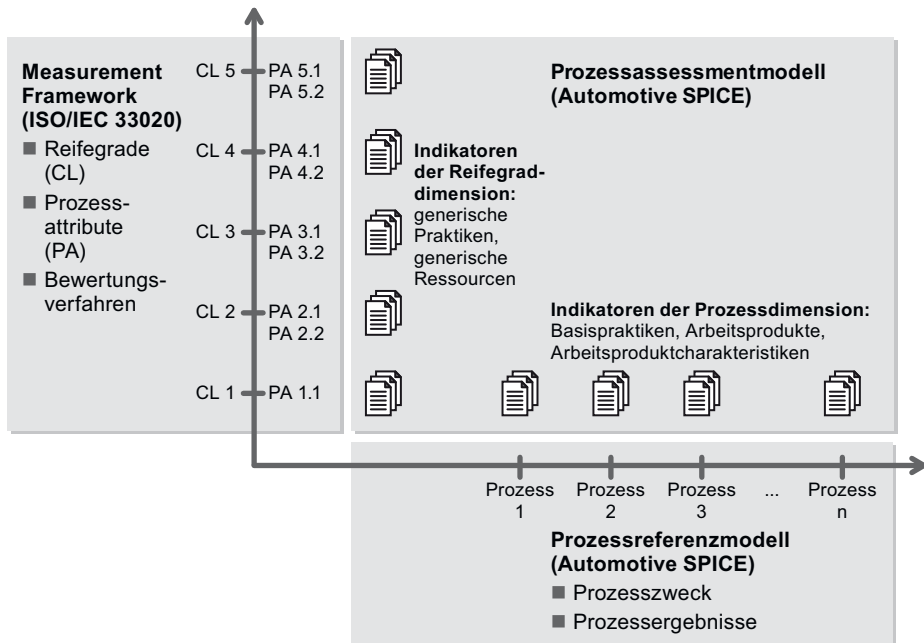 Measurement
Framework
(ISO/IEC 33020)
Reifegrade
(CL)
Prozess-
attribute
(PA)
Bewertungs-
verfahren
CL 5 PA 5.1
PA 5.2
CL 4 PA 4.1
PA 4.2
CL 3 PA 3.1
PA 3.2
CL 2 PA 2.1
PA 2.2
CL 1 PA 1.1
Prozessassessmentmodell
(Automotive SPICE)
Indikatoren
der Reifegrad-
dimension:
generische
Praktiken,
generische
Ressourcen
Indikatoren der Prozessdimension:
Basispraktiken, Arbeitsprodukte,
Arbeitsproduktcharakteristiken
Prozess Prozess Prozess ... Prozess
1 2 3 n
Prozessreferenzmodell
(Automotive SPICE)
Prozesszweck
Prozessergebnisse